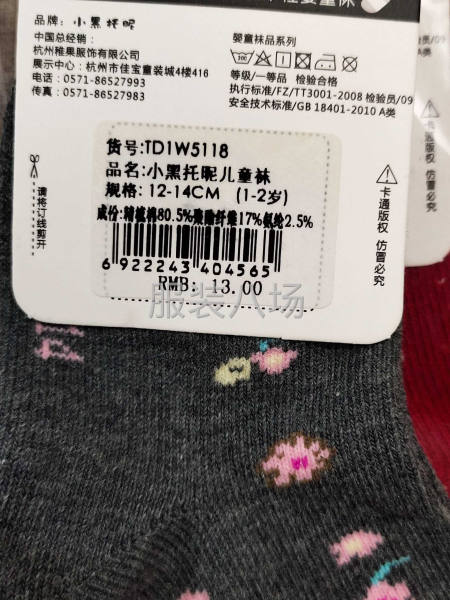 品牌: 小黑托昵
中国总经销:
杭州稚果服饰有限公司
展示中心: 杭州市佳宝童装城4楼416
电话: 0571-86527993
传真: 0571-86527983
婴童袜品系列
等级/一等品 检验合格
执行标准/FZ/TT3001-2008 检验员/09
安全技术标准/GB 18401-2010 A类
货号:TD1W5118
品名:小黑托昵儿童袜
规格: 12-14CM (1-2岁)
成份:精梳棉80.5%聚酯纤维17%氨纶2.5%
6 922243 404565
RMB: 13.00
请将订线剪开
卡通版权 仿冒必究
服装八场